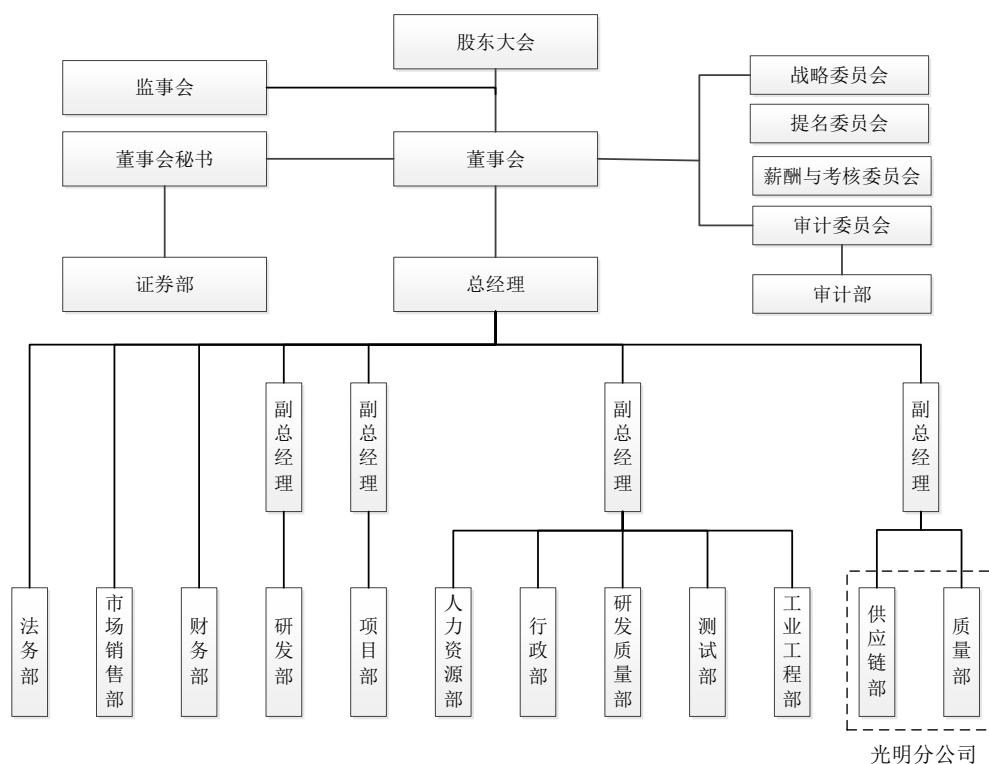 股东大会
监事会
战略委员会
提名委员会
董事会秘书
董事会
薪酬与考核委员会
审计委员会
证券部
总经理
审计部
副总经理
副总经理
副总经理
副总经理
法务部
市场销售部
财务部
研发部
项目部
人力资源部
行政部
研发质量部
测试部
工业工程部
供应链部
质量部
光明分公司